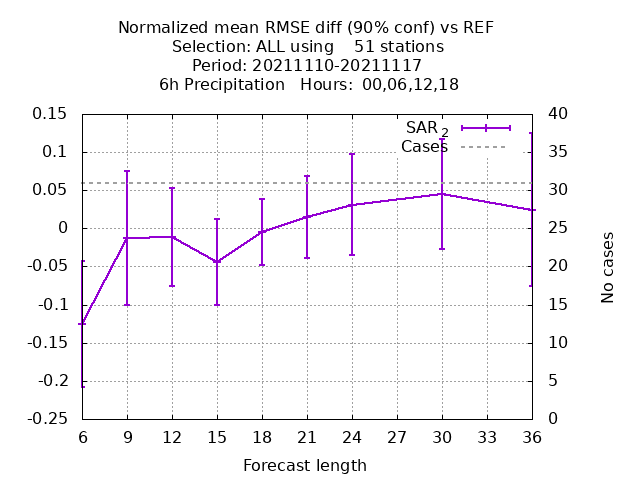 Normalized mean RMSE diff (90% conf) vs REF
Selection: ALL using    51 stations
Period: 20211110-20211117
6h Precipitation   Hours:  00,06,12,18
0.15
0.1
0.05
0
-0.05
-0.1
-0.15
-0.2
-0.25
SAR 2
Cases
40
35
30
25
20
15
10
5
0
No cases
6 9 12 15 18 21 24 27 30 33 36
Forecast length